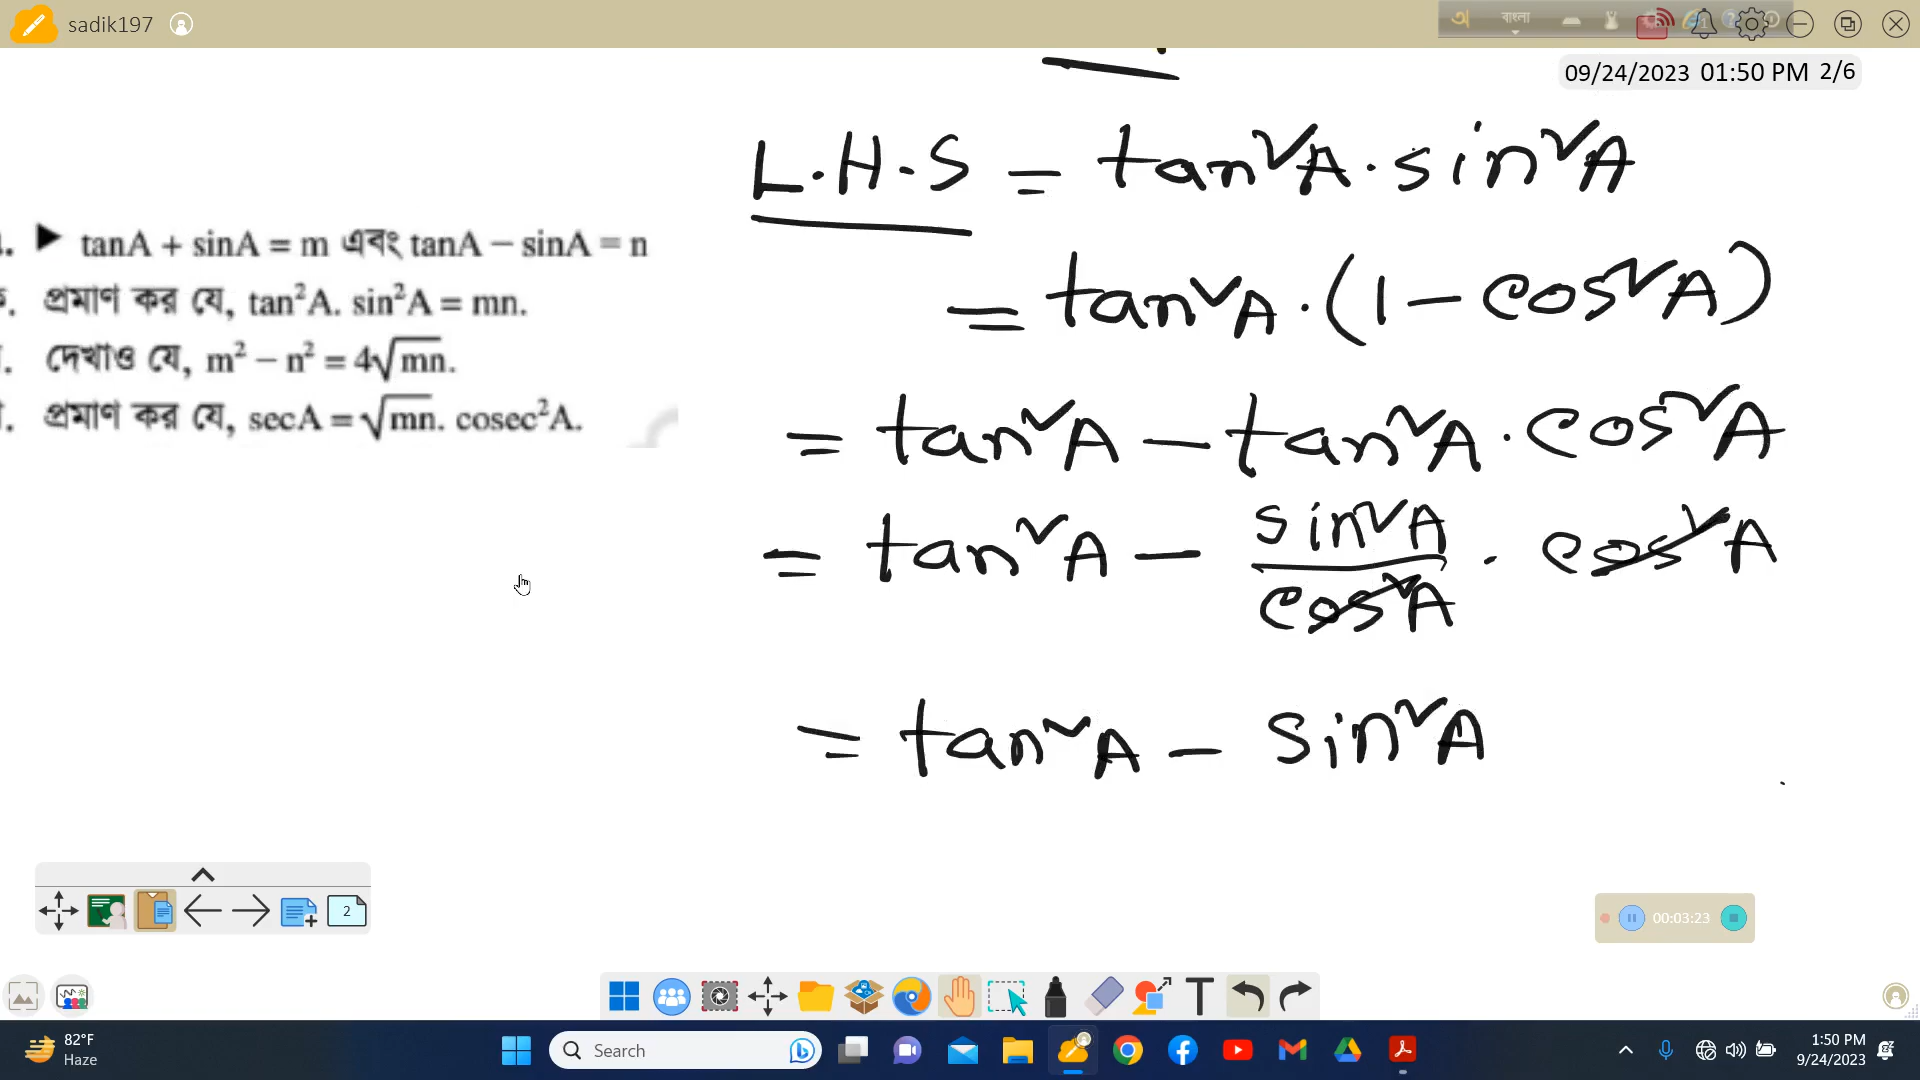 sadik197
বাংলা
09/24/2023 01:50 PM 2/6
L.H.S = tan²A . sin²A
= tan²A . (1 - cos²A)
= tan²A - tan²A . cos²A
= tan²A - sin²A/cos²A . cos²A
= tan²A - sin²A
▶ tanA + sinA = m এবং tanA – sinA = n
প্রমাণ কর যে, tan²A. sin²A = mn.
দেখাও যে, m² – n² = 4√mn.
প্রমাণ কর যে, secA = √mn. cosec²A.
2
00:03:23
T
82°F
Haze
Search
1:50 PM
9/24/2023